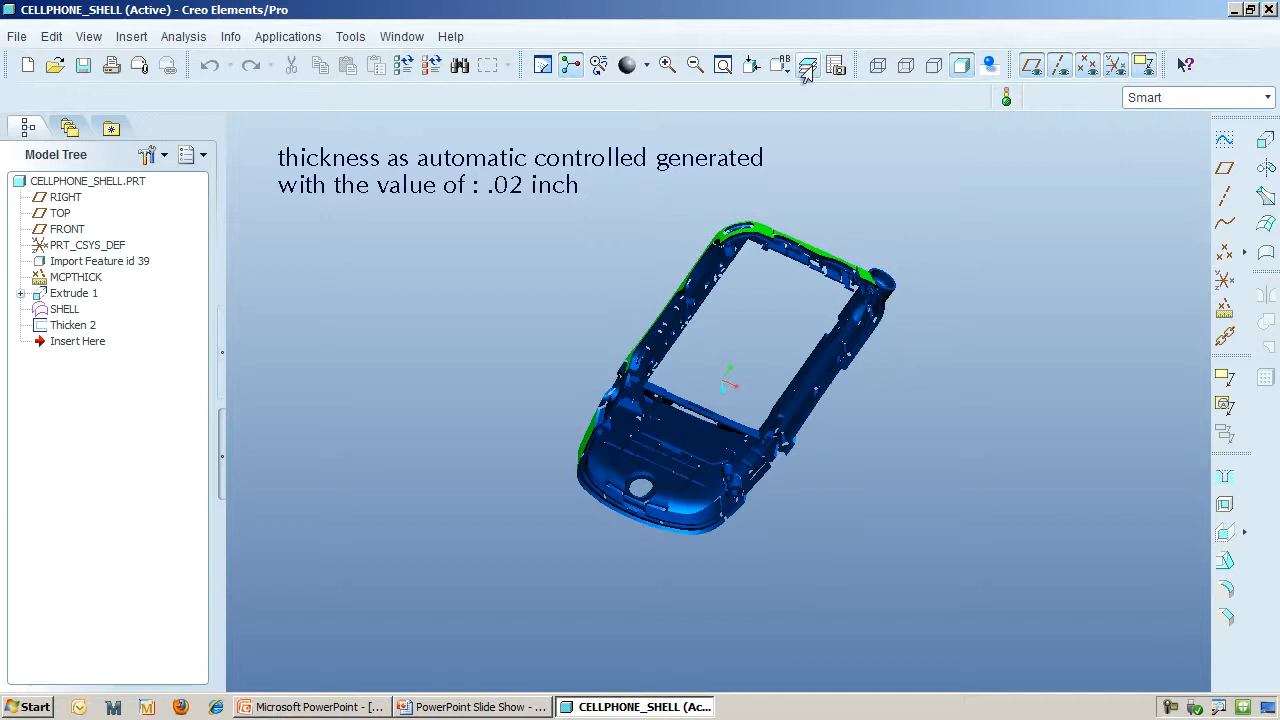 CELLPHONE_SHELL (Active) - Creo Elements/Pro
File Edit View Insert Analysis Info Applications Tools Window Help
Smart
Model Tree
CELLPHONE_SHELL.PRT
RIGHT
TOP
FRONT
PRT_CSYS_DEF
Import Feature id 39
MCPTHICK
Extrude 1
SHELL
Thicken 2
Insert Here
thickness as automatic controlled generated
with the value of : .02 inch
Start
Microsoft PowerPoint - [...
PowerPoint Slide Show - ...
CELLPHONE_SHELL (Ac...